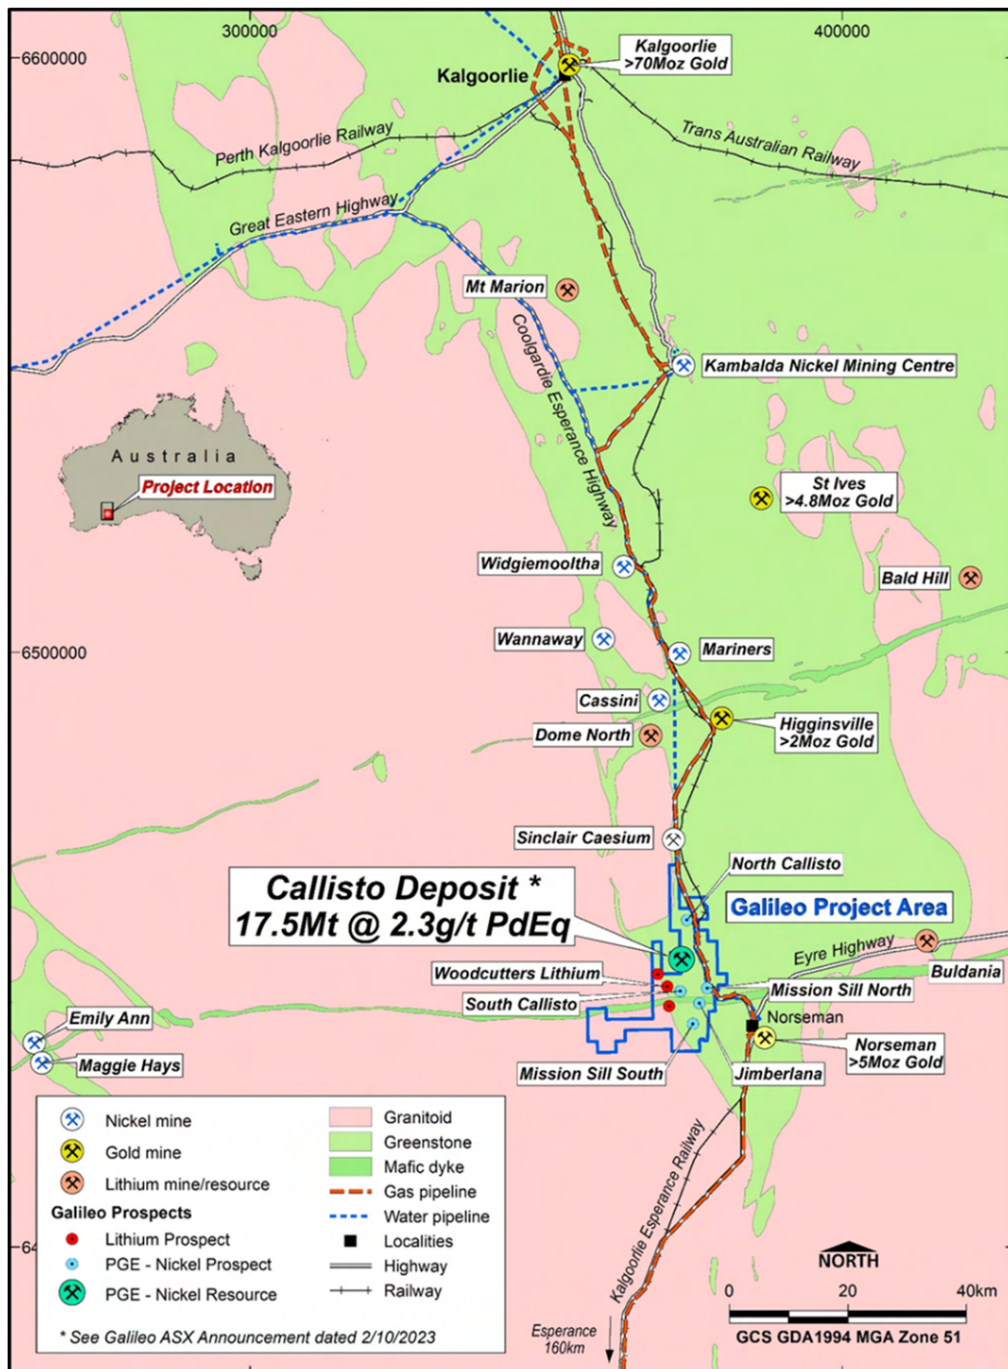 300000
400000
6600000
Kalgoorlie
>70Moz Gold
Kalgoorlie
Perth Kalgoorlie Railway
Trans Australian Railway
Great Eastern Highway
Mt Marion
Coolgardie Esperance Highway
Kambalda Nickel Mining Centre
Australia
Project Location
St Ives
>4.8Moz Gold
Widgiemooltha
Bald Hill
6500000
Wannaway
Mariners
Cassini
Dome North
Higginsville
>2Moz Gold
Sinclair Caesium
North Callisto
Callisto Deposit *
17.5Mt @ 2.3g/t PdEq
Galileo Project Area
Eyre Highway
Buldania
Woodcutters Lithium
South Callisto
Mission Sill North
Norseman
Emily Ann
Maggie Hays
Norseman
>5Moz Gold
Mission Sill South
Jimberlana
Nickel mine
Gold mine
Lithium mine/resource
Galileo Prospects
Lithium Prospect
PGE - Nickel Prospect
PGE - Nickel Resource
Granitoid
Greenstone
Mafic dyke
Gas pipeline
Water pipeline
Localities
Highway
Railway
* See Galileo ASX Announcement dated 2/10/2023
64
Kalgoorlie Esperance Railway
Esperance
160km
NORTH
0 20 40km
GCS GDA1994 MGA Zone 51